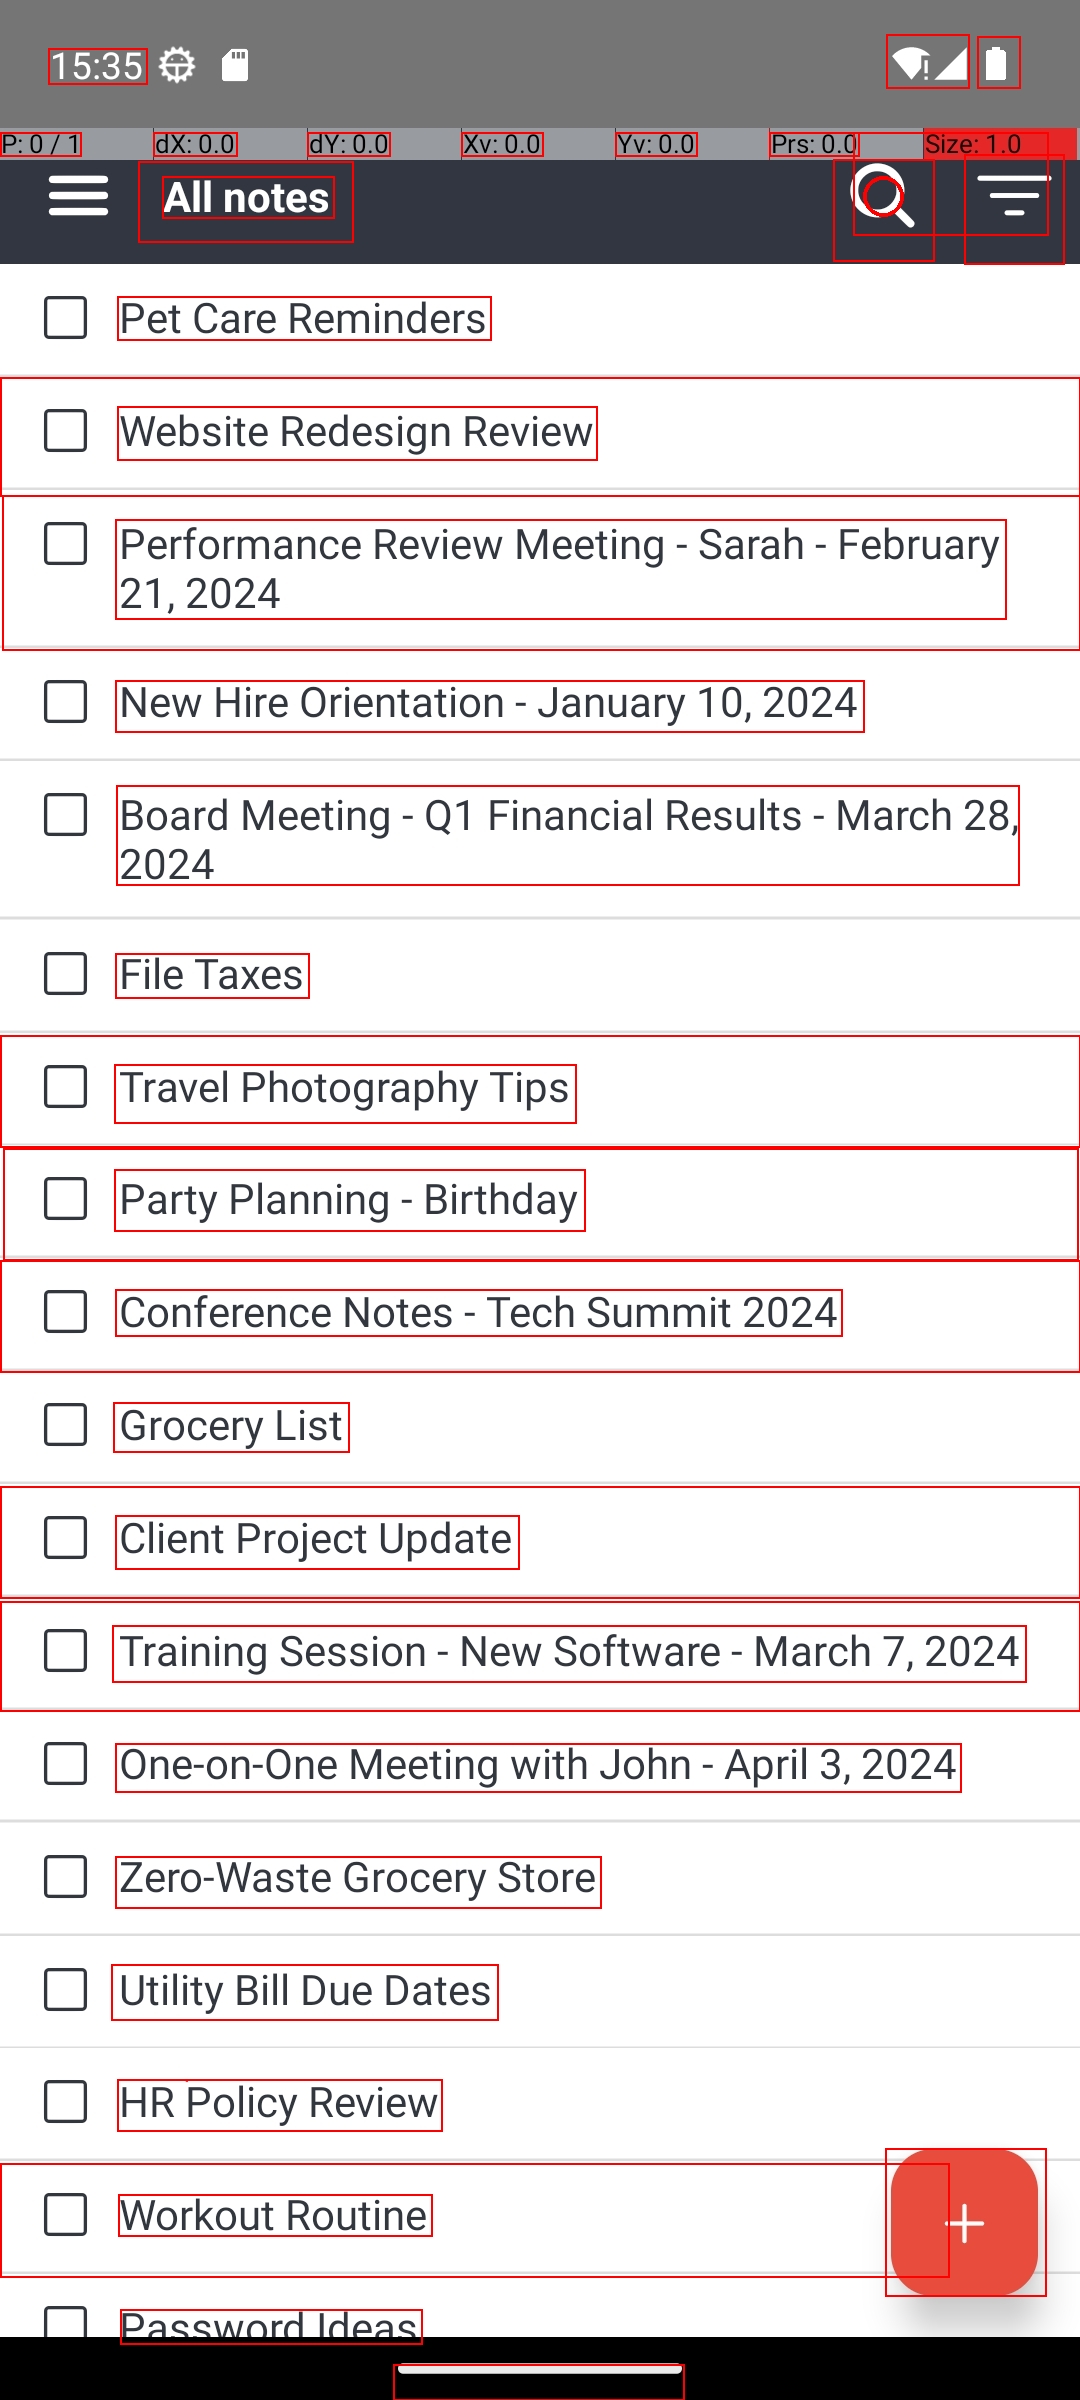 15:35
P: 0 / 1 dX: 0.0 dY: 0.0 Xv: 0.0 Yv: 0.0 Prs: 0.0 Size: 1.0
All notes
Pet Care Reminders
Website Redesign Review
Performance Review Meeting - Sarah - February
21, 2024
New Hire Orientation - January 10, 2024
Board Meeting - Q1 Financial Results - March 28,
2024
File Taxes
Travel Photography Tips
Party Planning - Birthday
Conference Notes - Tech Summit 2024
Grocery List
Client Project Update
Training Session - New Software - March 7, 2024
One-on-One Meeting with John - April 3, 2024
Zero-Waste Grocery Store
Utility Bill Due Dates
HR Policy Review
Workout Routine
Password Ideas